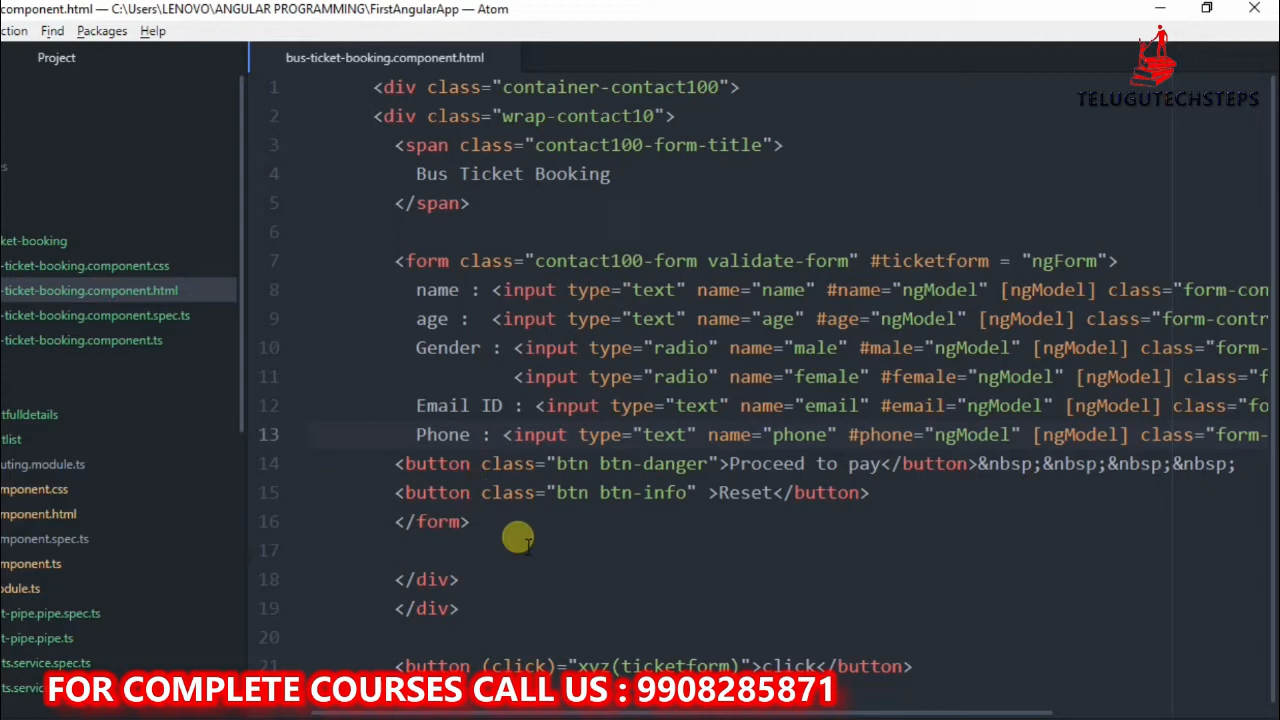 component.html — C:\Users\LENOVO\ANGULAR PROGRAMMING\FirstAngularApp — Atom
ction Find Packages Help
Project
bus-ticket-booking.component.html
TELUGUTECHSTEPS
s
ket-booking
-ticket-booking.component.css
-ticket-booking.component.html
-ticket-booking.component.spec.ts
-ticket-booking.component.ts
tfulldetails
tlist
uting.module.ts
mponent.css
mponent.html
mponent.spec.ts
mponent.ts
odule.ts
t-pipe.pipe.spec.ts
t-pipe.pipe.ts
ts.service.spec.ts
ts.servic
1 <div class="container-contact100">
2 <div class="wrap-contact10">
3 <span class="contact100-form-title">
4 Bus Ticket Booking
5 </span>
6
7 <form class="contact100-form validate-form" #ticketform = "ngForm">
8 name : <input type="text" name="name" #name="ngModel" [ngModel] class="form-con
9 age : <input type="text" name="age" #age="ngModel" [ngModel] class="form-contr
10 Gender : <input type="radio" name="male" #male="ngModel" [ngModel] class="form-
11 <input type="radio" name="female" #female="ngModel" [ngModel] class="f
12 Email ID : <input type="text" name="email" #email="ngModel" [ngModel] class="fo
13 Phone : <input type="text" name="phone" #phone="ngModel" [ngModel] class="form-
14 <button class="btn btn-danger">Proceed to pay</button>&nbsp;&nbsp;&nbsp;&nbsp;
15 <button class="btn btn-info" >Reset</button>
16 </form>
17
18 </div>
19 </div>
20
21 <button (click)="xyz(ticketform)">click</button>
FOR COMPLETE COURSES CALL US : 9908285871